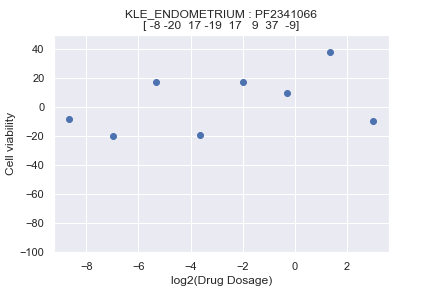 KLE_ENDOMETRIUM : PF2341066
[ -8 -20  17 -19  17   9  37  -9]
40
20
0
−20
−40
−60
−80
−100
Cell viability
−8 −6 −4 −2 0 2
log2(Drug Dosage)